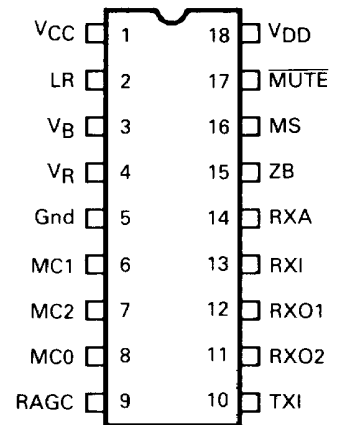 VCC 1 18 VDD
LR 2 17 MUTE
VB 3 16 MS
VR 4 15 ZB
Gnd 5 14 RXA
MC1 6 13 RXI
MC2 7 12 RXO1
MC0 8 11 RXO2
RAGC 9 10 TXI